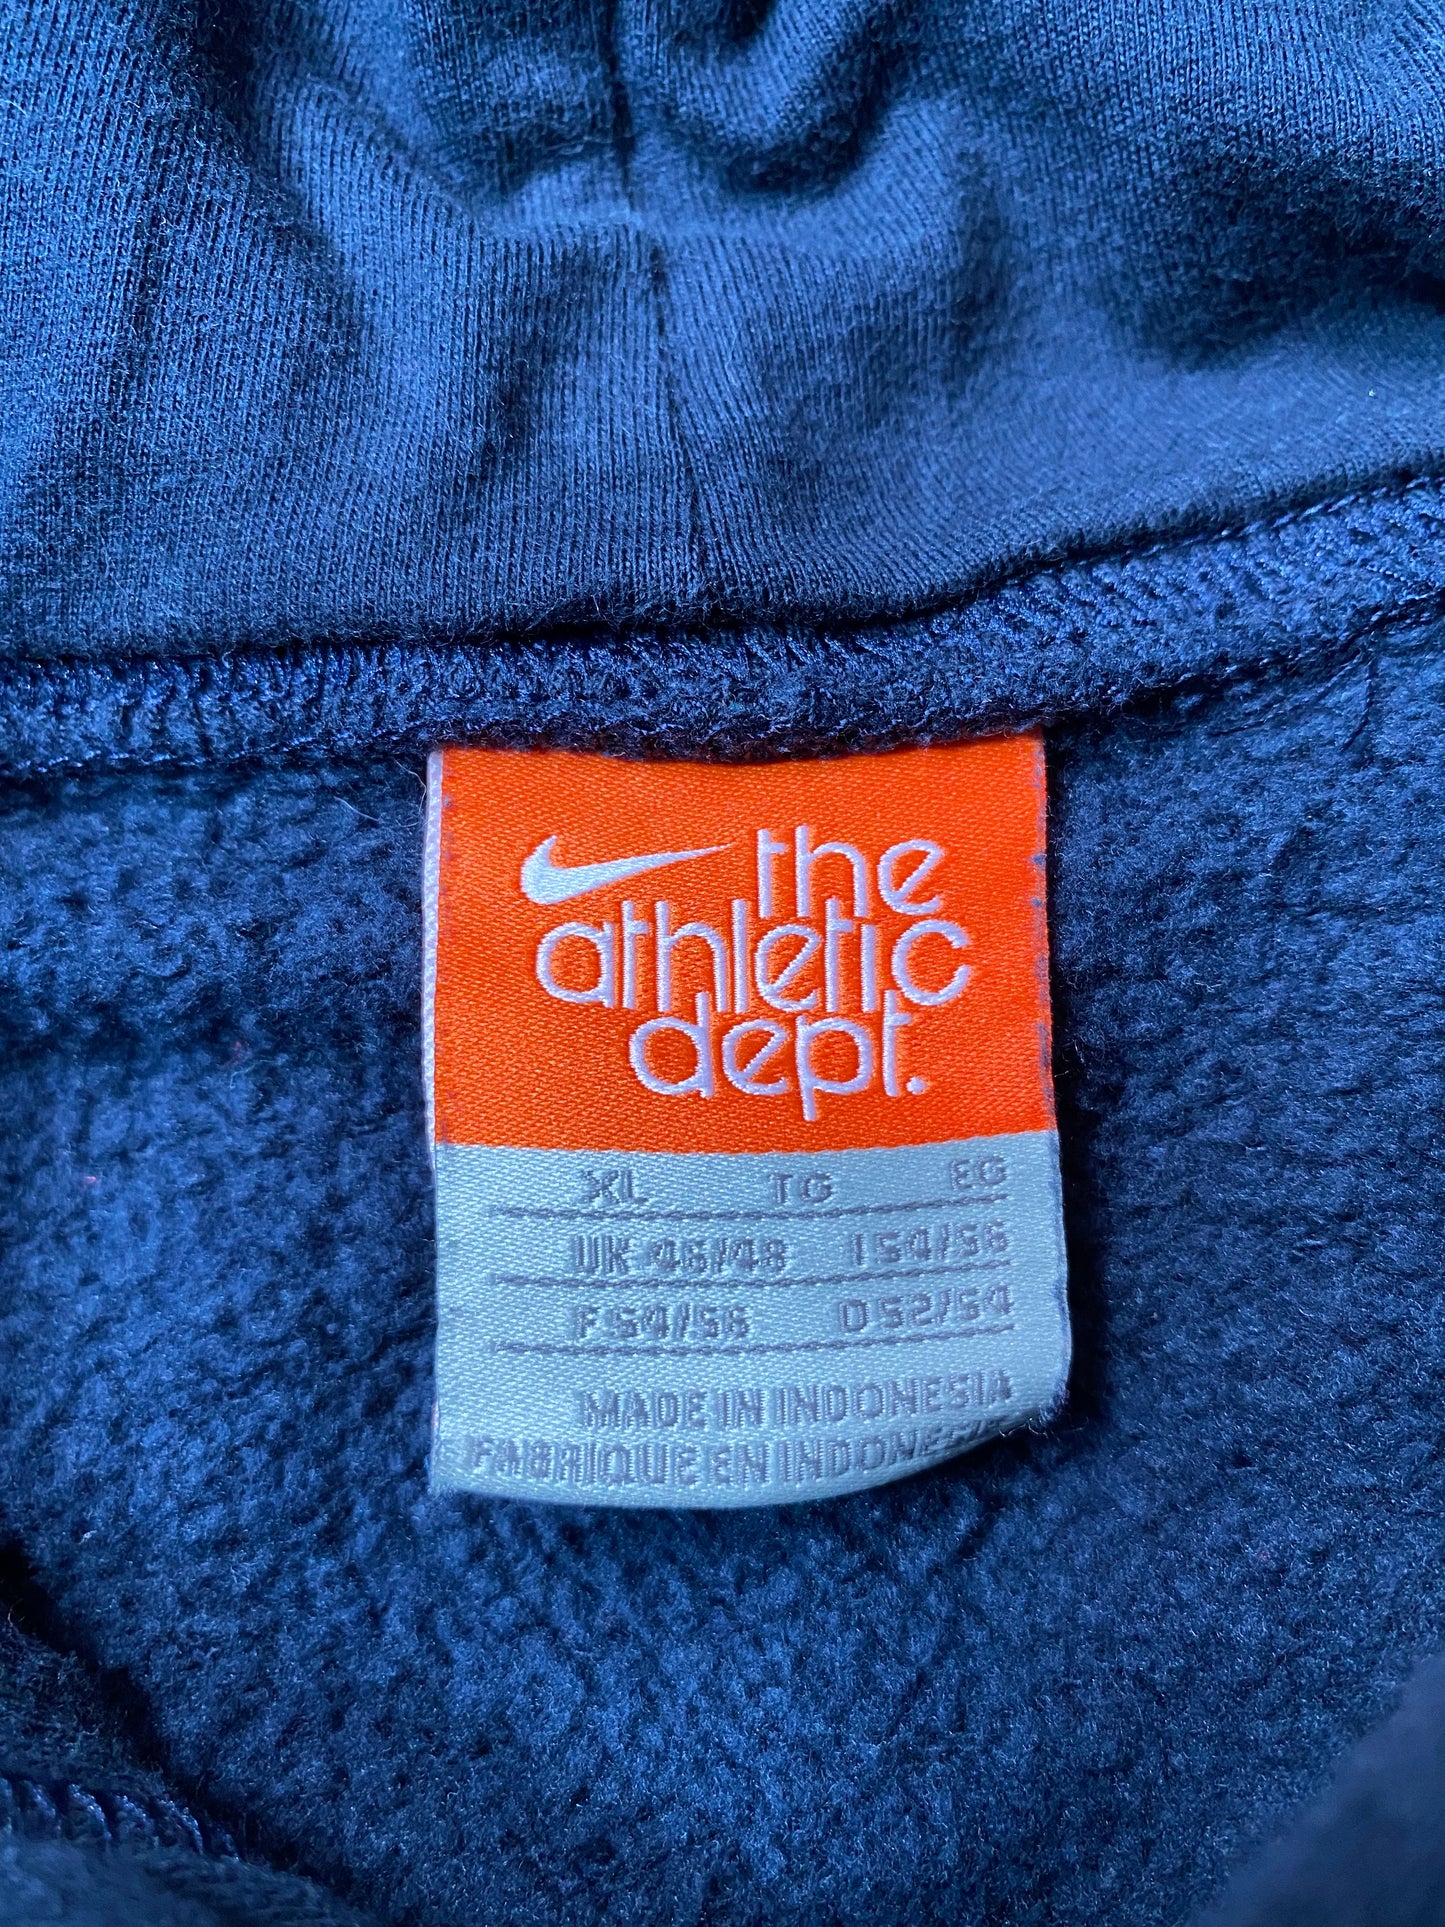 the
athletic
dept.
XL TG EG
UK 46/48 I 54/56
F 54/56 D 52/54
MADE IN INDONESIA
FABRIQUE EN INDONESIE